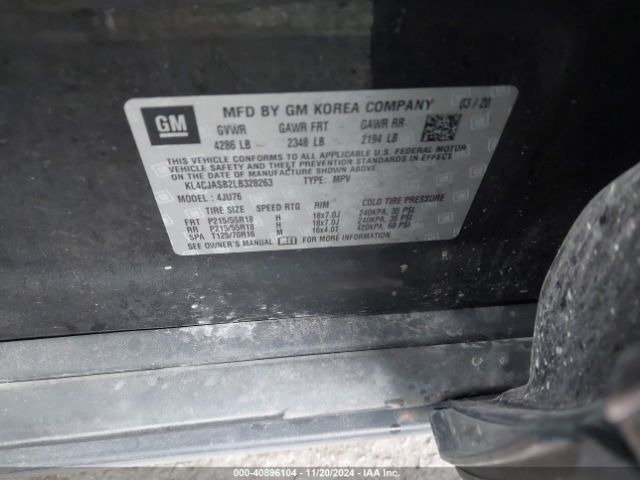 GM
MFD BY GM KOREA COMPANY 03 / 20
GVWR GAWR FRT GAWR RR
4286 LB 2348 LB 2194 LB
THIS VEHICLE CONFORMS TO ALL APPLICABLE U.S. FEDERAL MOTOR
VEHICLE SAFETY AND THEFT PREVENTION STANDARDS IN EFFECT
ON THE DATE OF MANUFACTURE SHOWN ABOVE.
KL4CJASB2LB328263 TYPE: MPV
MODEL: 4JU76
TIRE SIZE SPEED RTG RIM COLD TIRE PRESSURE
FRT P215/55R18 H 18x7.0J 240KPA, 35 PSI
RR P215/55R18 H 18x7.0J 240KPA, 35 PSI
SPA T125/70R16 M 16x4.0T 420KPA, 60 PSI
SEE OWNER'S MANUAL FOR MORE INFORMATION.
000-40896104 | 11/20/2024 | IAA Inc.